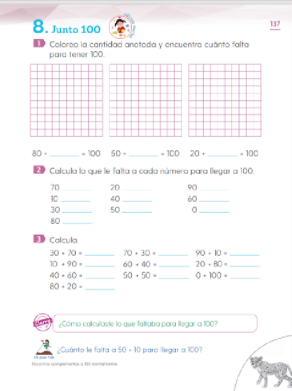 137
8. Junto 100
1 Colorea la cantidad anotada y encuentra cuánto falta
para tener 100.
80 + ______ = 100 50 + ______ = 100 20 + ______ = 100
2 Calcula lo que le falta a cada número para llegar a 100.
70 ______ 20 ______ 90 ______
10 ______ 40 ______ 60 ______
30 ______ 50 ______ 0 ______
80 ______
3 Calcula.
30 + 70 = ______ 70 + 30 = ______ 90 + 10 = ______
10 + 90 = ______ 60 + 40 = ______ 20 + 80 = ______
40 + 60 = ______ 50 + 50 = ______ 0 + 100 = ______
80 + 20 = ______
¿Cómo calculaste lo que faltaba para llegar a 100?
¿Cuánto le falta a 50 + 10 para llegar a 100?